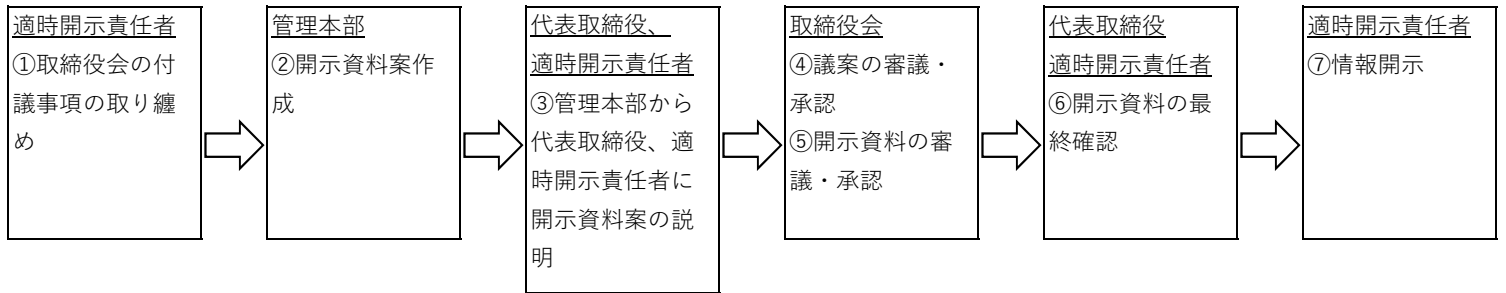 適時開示責任者
①取締役会の付
議事項の取り纏
め
管理本部
②開示資料案作
成
代表取締役、
適時開示責任者
③管理本部から
代表取締役、適
時開示責任者に
開示資料案の説
明
取締役会
④議案の審議・
承認
⑤開示資料の審
議・承認
代表取締役
適時開示責任者
⑥開示資料の最
終確認
適時開示責任者
⑦情報開示